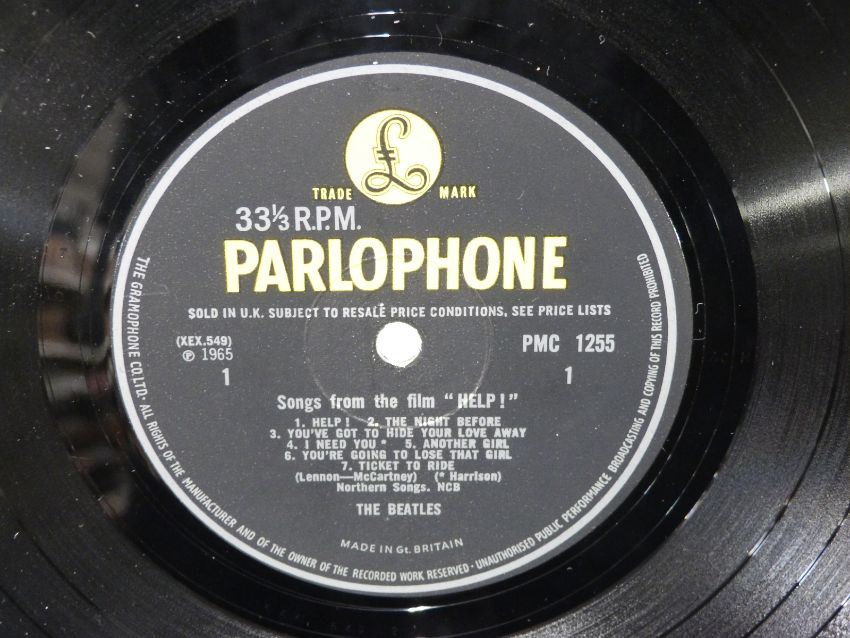 £
TRADE MARK
33⅓ R.P.M.
PARLOPHONE
SOLD IN U.K. SUBJECT TO RESALE PRICE CONDITIONS, SEE PRICE LISTS
(XEX.549)
℗ 1965
PMC 1255
1
1
Songs from the film "HELP!"
1. HELP! 2. THE NIGHT BEFORE
3. YOU'VE GOT TO HIDE YOUR LOVE AWAY
4. I NEED YOU * 5. ANOTHER GIRL
6. YOU'RE GOING TO LOSE THAT GIRL
7. TICKET TO RIDE
(Lennon—McCartney) (* Harrison)
Northern Songs. NCB
THE BEATLES
MADE IN Gt. BRITAIN
THE GRAMOPHONE CO. LTD. · ALL RIGHTS OF THE MANUFACTURER AND OF THE OWNER OF THE RECORDED WORK RESERVED · UNAUTHORISED PUBLIC PERFORMANCE BROADCASTING AND COPYING OF THIS RECORD PROHIBITED